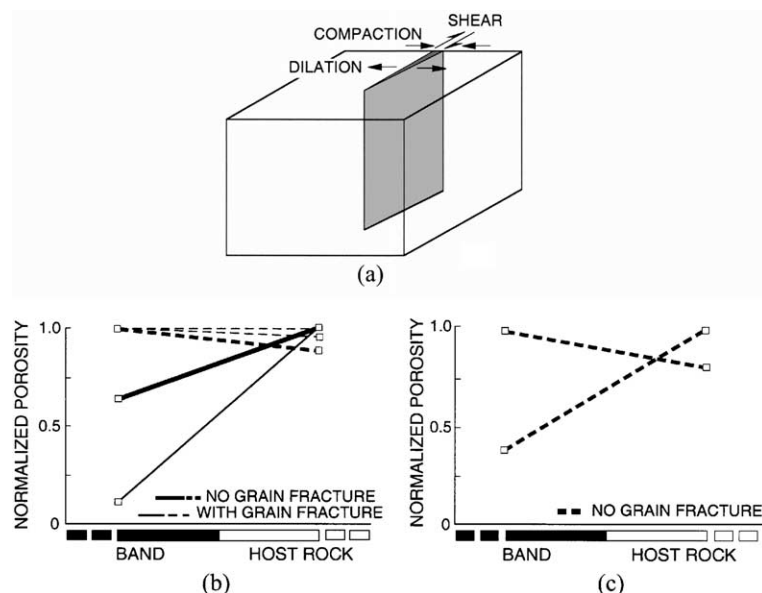 SHEAR
COMPACTION
DILATION
(a)
NORMALIZED POROSITY
1.0
0.5
0
NO GRAIN FRACTURE
WITH GRAIN FRACTURE
BAND HOST ROCK
(b)
NORMALIZED POROSITY
1.0
0.5
0
NO GRAIN FRACTURE
BAND HOST ROCK
(c)